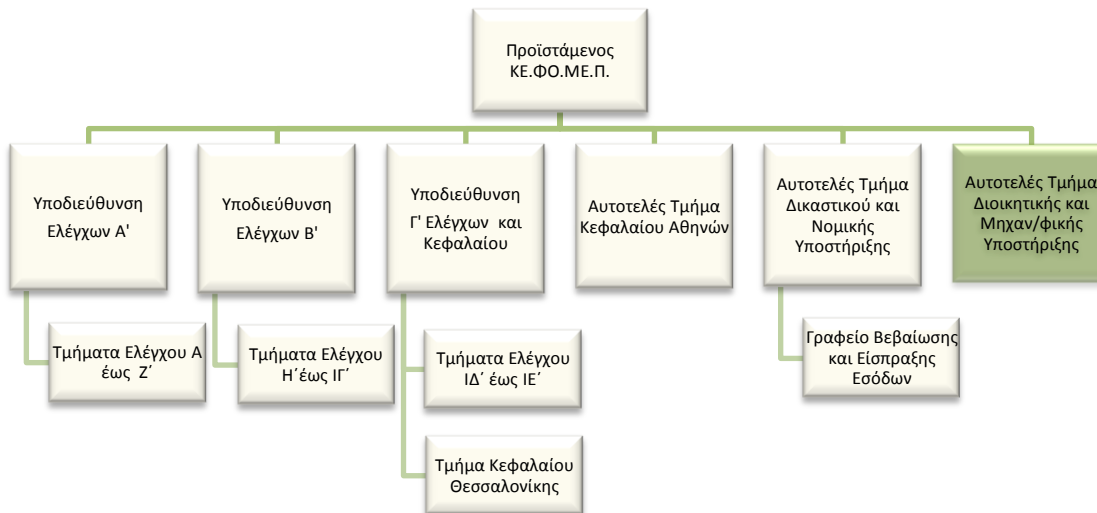 Προϊστάμενος
ΚΕ.ΦΟ.ΜΕ.Π.
Υποδιεύθυνση
Ελέγχων Α'
Υποδιεύθυνση
Ελέγχων Β'
Υποδιεύθυνση
Γ' Ελέγχων και
Κεφαλαίου
Αυτοτελές Τμήμα
Κεφαλαίου Αθηνών
Αυτοτελές Τμήμα
Δικαστικού και
Νομικής
Υποστήριξης
Αυτοτελές Τμήμα
Διοικητικής και
Μηχαν/φικής
Υποστήριξης
Τμήματα Ελέγχου Α
έως Ζ΄
Τμήματα Ελέγχου
Η΄έως ΙΓ΄
Τμήματα Ελέγχου
ΙΔ΄ έως ΙΕ΄
Τμήμα Κεφαλαίου
Θεσσαλονίκης
Γραφείο Βεβαίωσης
και Είσπραξης
Εσόδων